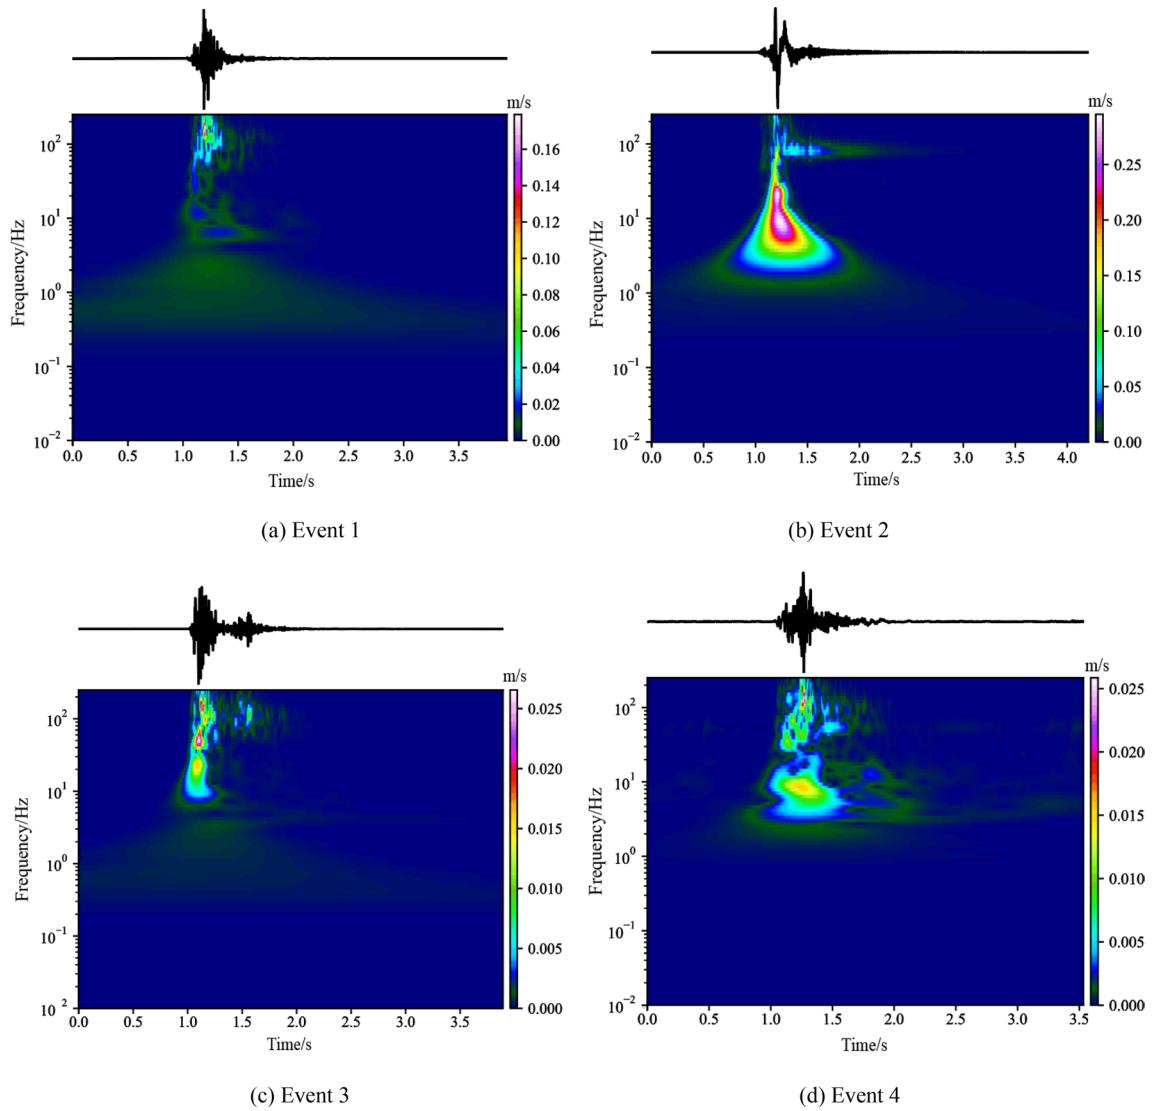 m/s
m/s
10²
10¹
10⁰
10⁻¹
10⁻²
Frequency/Hz
0.16
0.14
0.12
0.10
0.08
0.06
0.04
0.02
0.00
0.0 0.5 1.0 1.5 2.0 2.5 3.0 3.5
Time/s
10²
10¹
10⁰
10⁻¹
10⁻²
Frequency/Hz
0.25
0.20
0.15
0.10
0.05
0.00
0.0 0.5 1.0 1.5 2.0 2.5 3.0 3.5 4.0
Time/s
(a) Event 1
(b) Event 2
m/s
m/s
10²
10¹
10⁰
10⁻¹
10 ²
Frequency/Hz
0.025
0.020
0.015
0.010
0.005
0.000
0.0 0.5 1.0 1.5 2.0 2.5 3.0 3.5
Time/s
10²
10¹
10⁰
10⁻¹
10⁻²
Frequency/Hz
0.025
0.020
0.015
0.010
0.005
0.000
0.0 0.5 1.0 1.5 2.0 2.5 3.0 3.5
Time/s
(c) Event 3
(d) Event 4